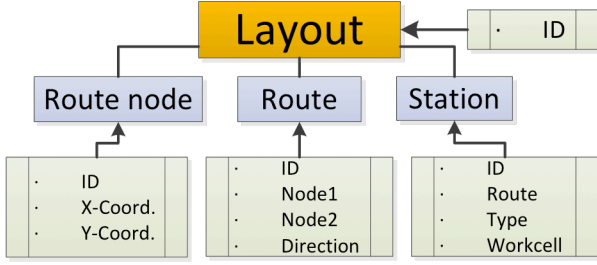 Layout
· ID
Route node
Route
Station
· ID
· X-Coord.
· Y-Coord.
· ID
· Node1
· Node2
· Direction
· ID
· Route
· Type
· Workcell